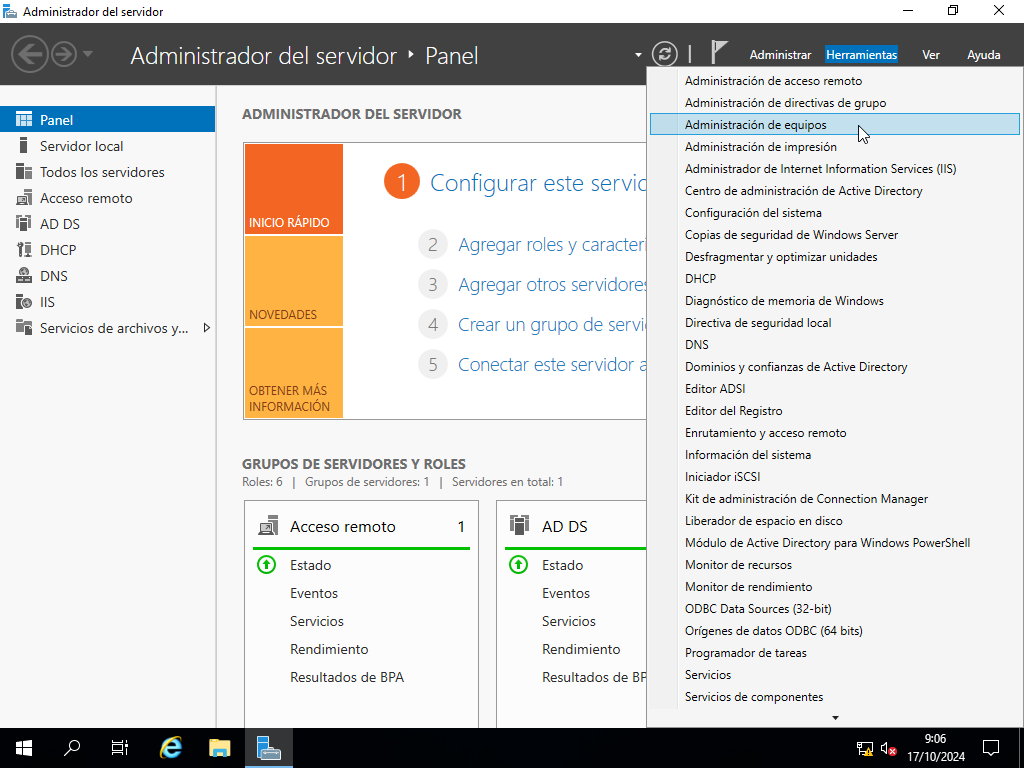 Administrador del servidor
Administrador del servidor Panel
Administrar Herramientas Ver Ayuda
Panel
Servidor local
Todos los servidores
Acceso remoto
AD DS
DHCP
DNS
IIS
Servicios de archivos y...
ADMINISTRADOR DEL SERVIDOR
INICIO RÁPIDO
NOVEDADES
OBTENER MÁS
INFORMACIÓN
1 Configurar este servic
2 Agregar roles y caracterí
3 Agregar otros servidores
4 Crear un grupo de servi
5 Conectar este servidor a
GRUPOS DE SERVIDORES Y ROLES
Roles: 6 | Grupos de servidores: 1 | Servidores en total: 1
Acceso remoto 1
Estado
Eventos
Servicios
Rendimiento
Resultados de BPA
AD DS
Estado
Eventos
Servicios
Rendimiento
Resultados de BP
Administración de acceso remoto
Administración de directivas de grupo
Administración de equipos
Administración de impresión
Administrador de Internet Information Services (IIS)
Centro de administración de Active Directory
Configuración del sistema
Copias de seguridad de Windows Server
Desfragmentar y optimizar unidades
DHCP
Diagnóstico de memoria de Windows
Directiva de seguridad local
DNS
Dominios y confianzas de Active Directory
Editor ADSI
Editor del Registro
Enrutamiento y acceso remoto
Información del sistema
Iniciador iSCSI
Kit de administración de Connection Manager
Liberador de espacio en disco
Módulo de Active Directory para Windows PowerShell
Monitor de recursos
Monitor de rendimiento
ODBC Data Sources (32-bit)
Orígenes de datos ODBC (64 bits)
Programador de tareas
Servicios
Servicios de componentes
9:06
17/10/2024